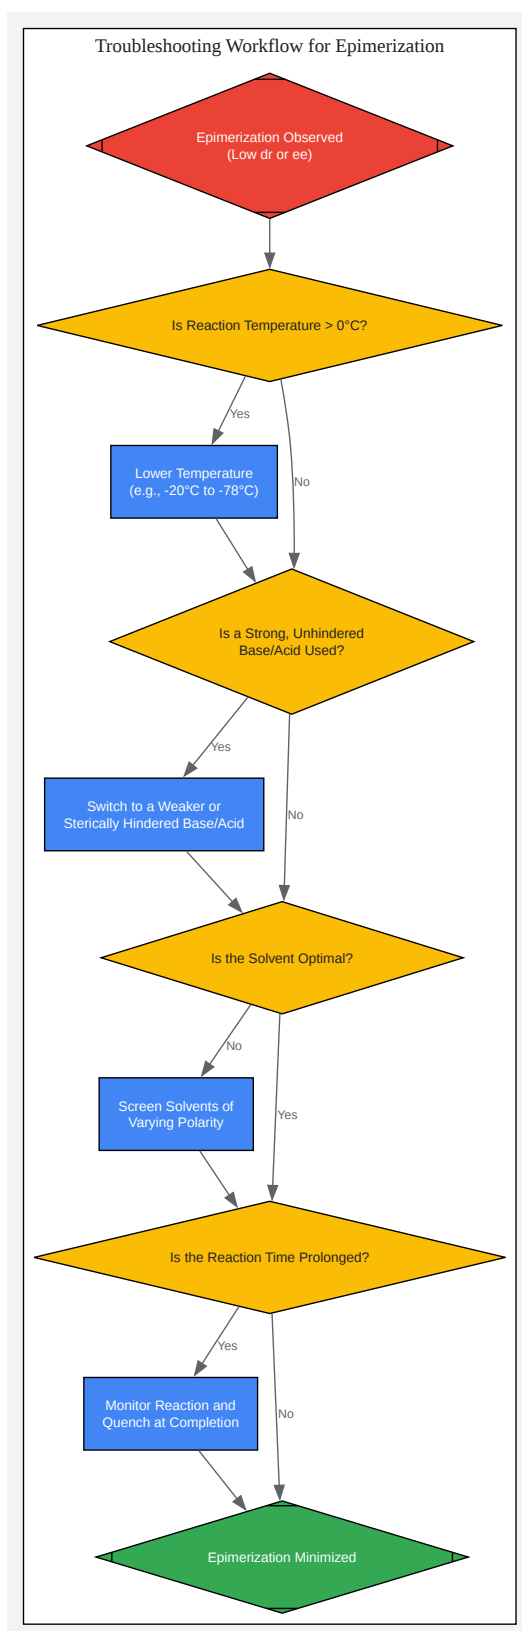 Troubleshooting Workflow for Epimerization
Epimerization Observed
(Low dr or ee)
Is Reaction Temperature > 0°C?
Yes
Lower Temperature
(e.g., -20°C to -78°C)
No
Is a Strong, Unhindered
Base/Acid Used?
Yes
Switch to a Weaker or
Sterically Hindered Base/Acid
No
Is the Solvent Optimal?
No
Screen Solvents of
Varying Polarity
Yes
Is the Reaction Time Prolonged?
Yes
Monitor Reaction and
Quench at Completion
No
Epimerization Minimized